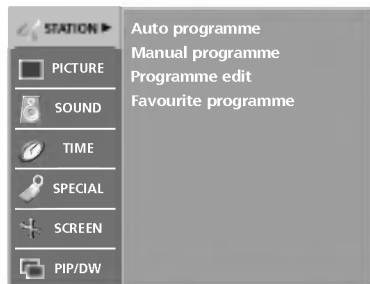 STATION ►
PICTURE
SOUND
TIME
SPECIAL
SCREEN
PIP/DW
Auto programme
Manual programme
Programme edit
Favourite programme